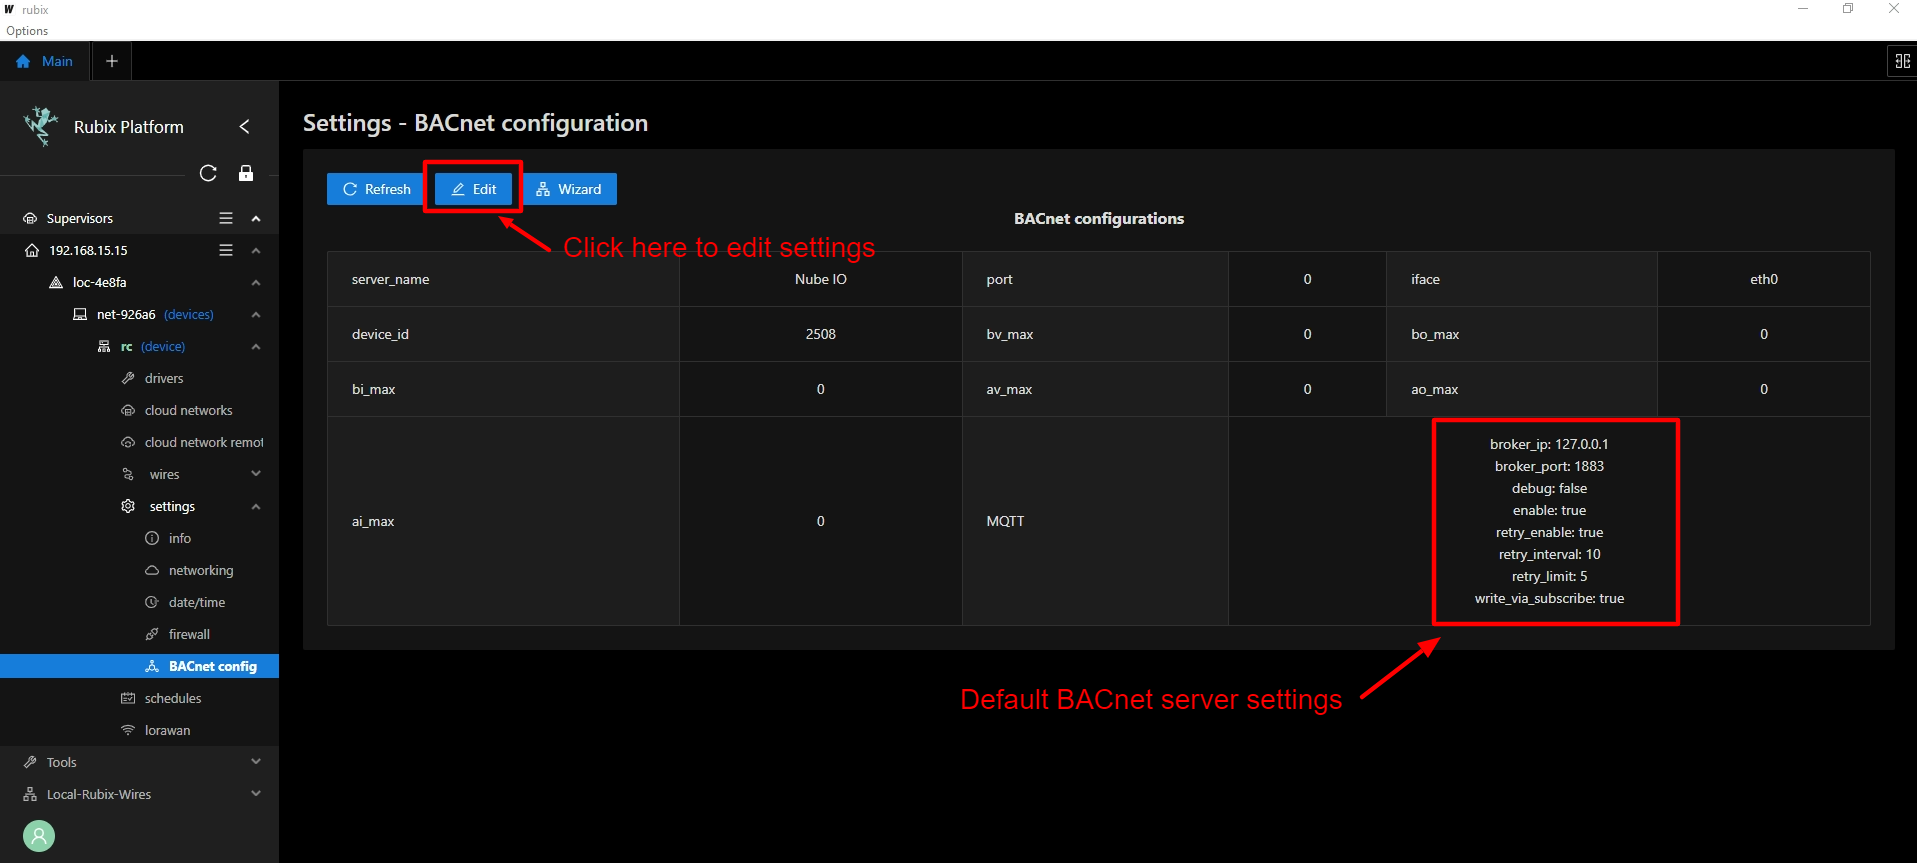 rubix
Options
Main
Rubix Platform
Supervisors
192.168.15.15
loc-4e8fa
net-926a6 (devices)
rc (device)
drivers
cloud networks
cloud network remot
wires
settings
info
networking
date/time
firewall
BACnet config
schedules
lorawan
Tools
Local-Rubix-Wires
Settings - BACnet configuration
Refresh Edit Wizard
BACnet configurations
Click here to edit settings
server_name Nube IO port 0 iface eth0
device_id 2508 bv_max 0 bo_max 0
bi_max 0 av_max 0 ao_max 0
ai_max 0 MQTT
broker_ip: 127.0.0.1
broker_port: 1883
debug: false
enable: true
retry_enable: true
retry_interval: 10
retry_limit: 5
write_via_subscribe: true
Default BACnet server settings